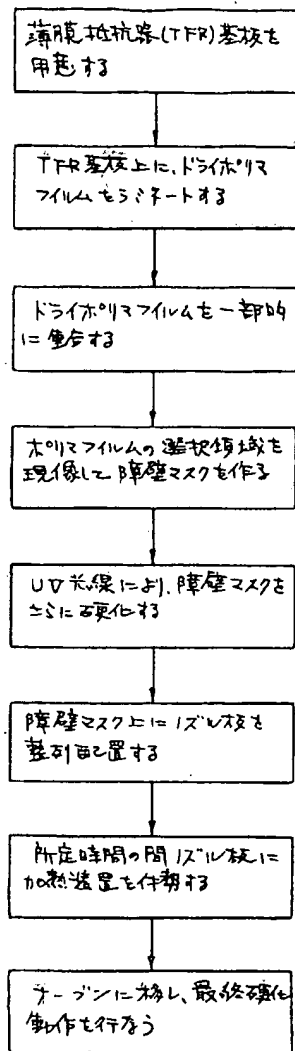 薄膜抵抗器(TFR)基板を
用意する
TFR基板上に、ドライポリマ
フィルムをラミネートする
ドライポリマフィルムを一部的
に重合する
ポリマフィルムの選択領域を
現像して障壁マスクを作る
UV光線により、障壁マスクを
さらに硬化する
障壁マスク上にノズル板を
整列配置する
所定時間の間ノズル板に
加熱装置を作動する
オーブンに移し、最終硬化
動作を行なう